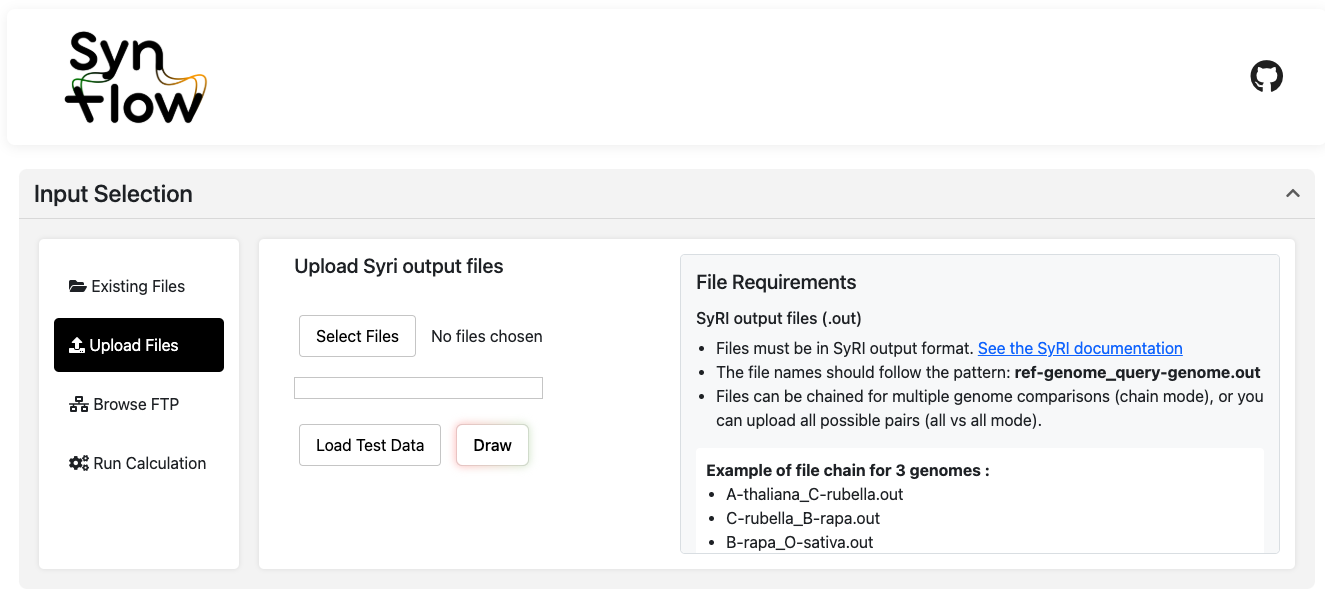 Syn
flow
Input Selection
Existing Files
Upload Files
Browse FTP
Run Calculation
Upload Syri output files
Select Files
No files chosen
Load Test Data
Draw
File Requirements
SyRI output files (.out)
• Files must be in SyRI output format. See the SyRI documentation
• The file names should follow the pattern: ref-genome_query-genome.out
• Files can be chained for multiple genome comparisons (chain mode), or you
can upload all possible pairs (all vs all mode).
Example of file chain for 3 genomes :
• A-thaliana_C-rubella.out
• C-rubella_B-rapa.out
• B-rapa_O-sativa.out